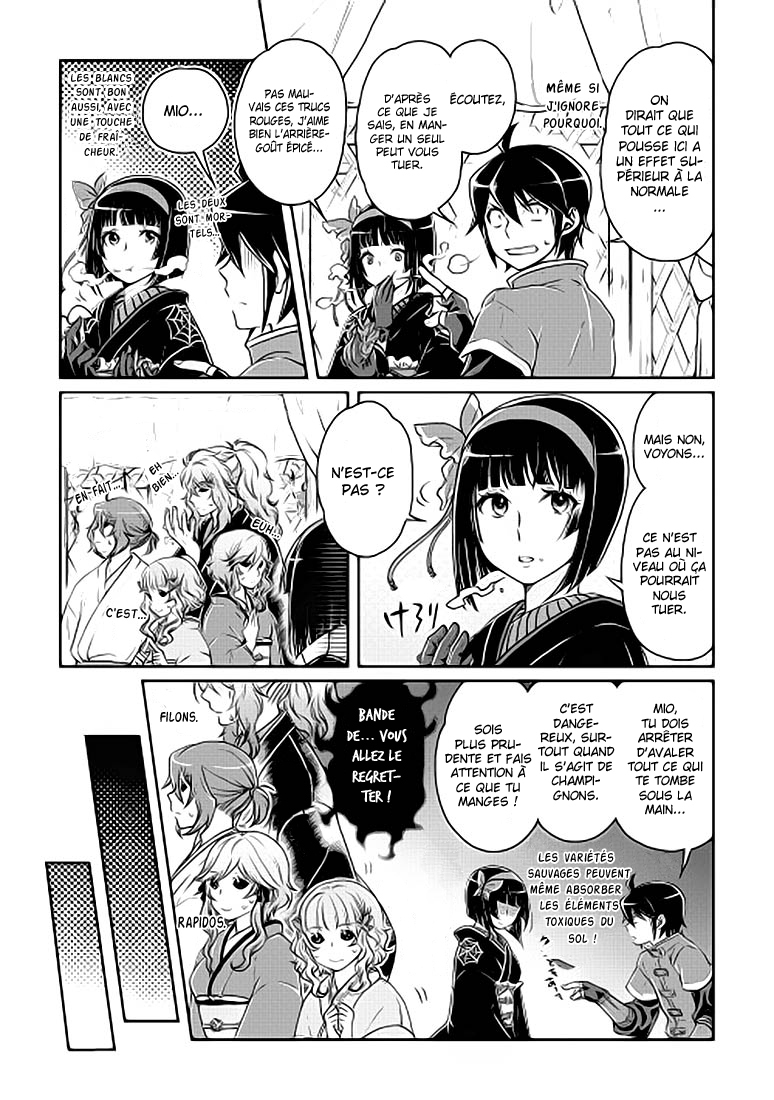 ON
DIRAIT QUE
TOUT CE QUI
POUSSE ICI A
UN EFFET SU-
PÉRIEUR À LA
NORMALE
...
MÊME SI
J'IGNORE
POURQUOI.
ÉCOUTEZ,
D'APRÈS
CE QUE JE
SAIS, EN MAN-
GER UN SEUL
PEUT VOUS
TUER.
PAS MAU-
VAIS CES TRUCS
ROUGES, J'AIME
BIEN L'ARRIÈRE-
GOÛT ÉPICÉ...
MIO...
LES BLANCS
SONT BON
AUSSI, AVEC
UNE TOUCHE
DE FRAÎ
CHEUR.
LES DEUX
SONT MOR-
TELS...
MAIS NON,
VOYONS...
CE N'EST
PAS AU NI-
VEAU OÙ ÇA
POURRAIT
NOUS
TUER.
けろり
N'EST-CE
PAS ?
EUH...
EH
BIEN...
EN-FAIT...
C'EST...
MIO,
TU DOIS
ARRÊTER
D'AVALER
TOUT CE QUI
TE TOMBE
SOUS LA
MAIN...
C'EST
DANGE-
REUX, SUR-
TOUT QUAND
IL S'AGIT DE
CHAMPI-
GNONS.
SOIS
PLUS PRU-
DENTE ET FAIS
ATTENTION À
CE QUE TU
MANGES !
LES VARIÉTÉS
SAUVAGES PEUVENT
MÊME ABSORBER
LES ÉLÉMENTS
TOXIQUES DU
SOL !
BANDE
DE... VOUS
ALLEZ LE
REGRET-
TER !
FILONS.
RAPIDOS.